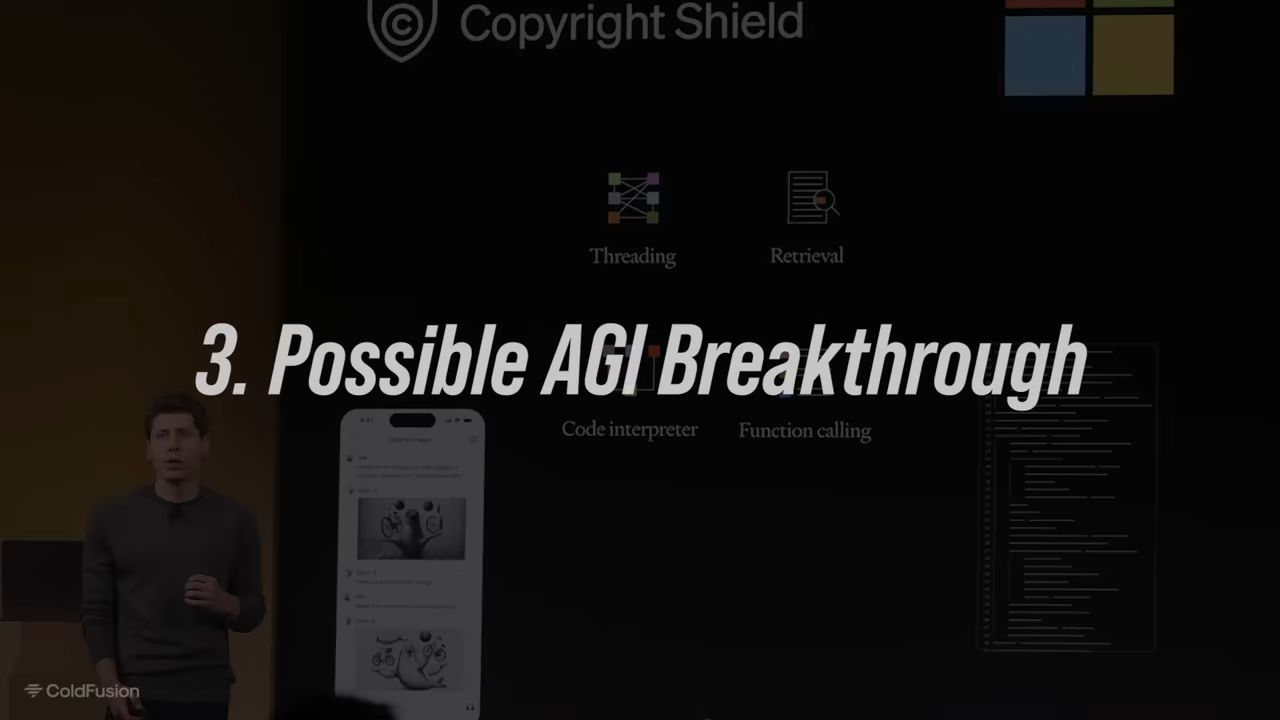 Copyright Shield
Threading
Retrieval
3. Possible AGI Breakthrough
Code interpreter
Function calling
ColdFusion